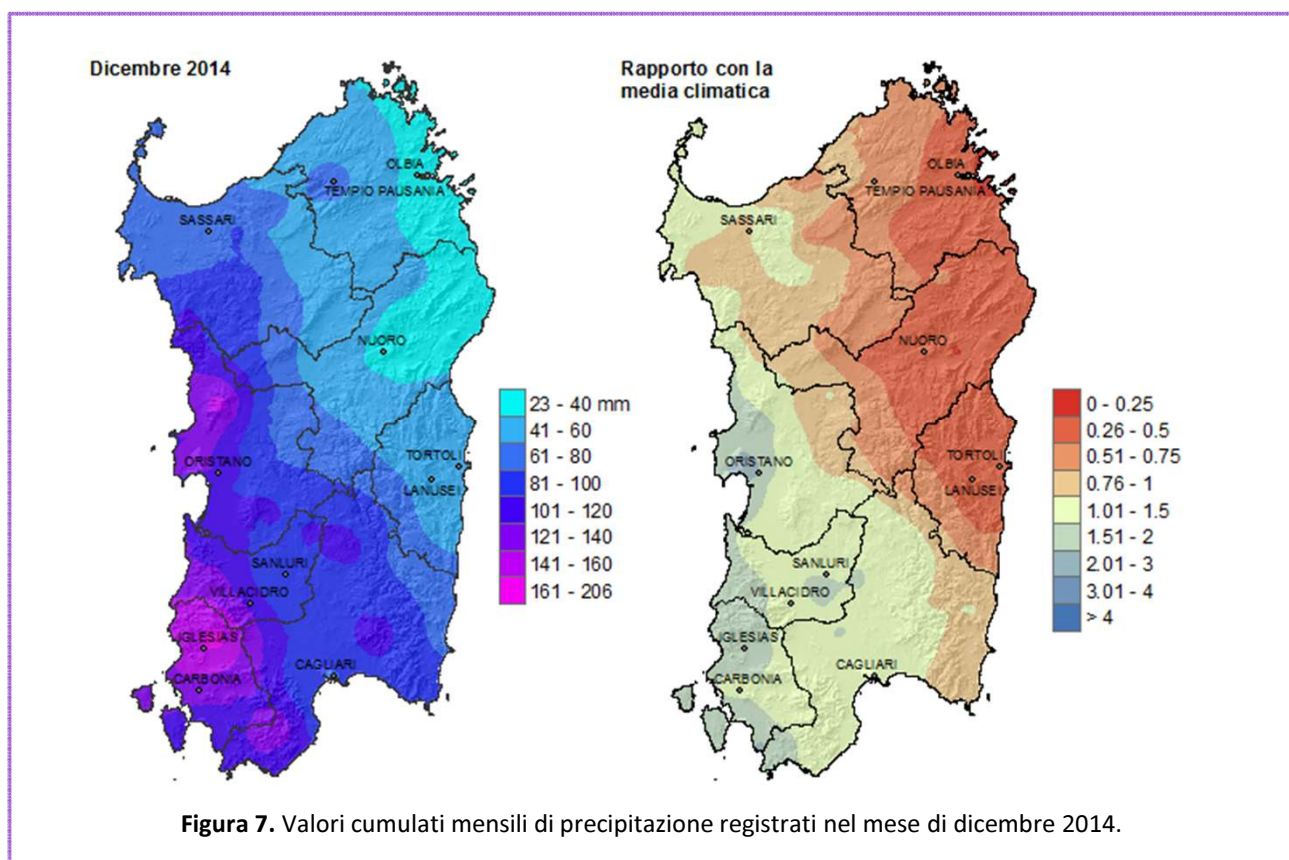 Dicembre 2014
OLBIA
TEMPIO PAUSANIA
SASSARI
NUORO
ORISTANO
TORTOLI
LANUSEI
SANLURI
VILLACIDRO
IGLESIAS
CARBONIA
CAGLIARI
23 - 40 mm
41 - 60
61 - 80
81 - 100
101 - 120
121 - 140
141 - 160
161 - 206
Rapporto con la
media climatica
OLBIA
TEMPIO PAUSANIA
SASSARI
NUORO
ORISTANO
TORTOLI
LANUSEI
SANLURI
VILLACIDRO
IGLESIAS
CARBONIA
CAGLIARI
0 - 0.25
0.26 - 0.5
0.51 - 0.75
0.76 - 1
1.01 - 1.5
1.51 - 2
2.01 - 3
3.01 - 4
> 4
Figura 7. Valori cumulati mensili di precipitazione registrati nel mese di dicembre 2014.